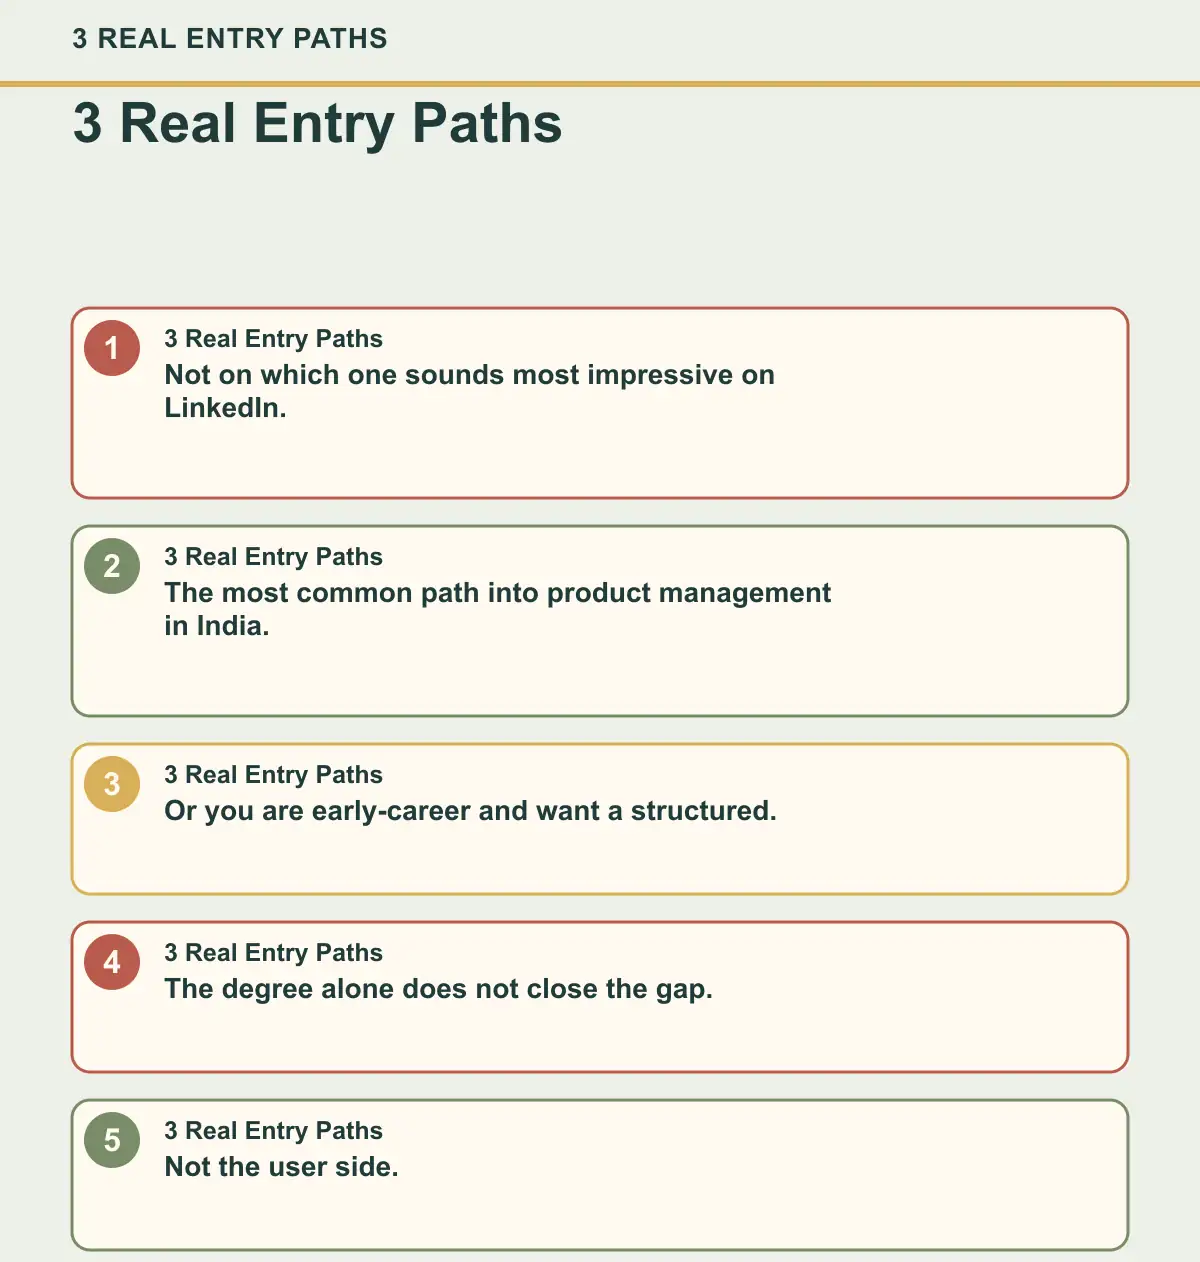 3 REAL ENTRY PATHS
3 Real Entry Paths
1
3 Real Entry Paths
Not on which one sounds most impressive on
LinkedIn.
2
3 Real Entry Paths
The most common path into product management
in India.
3
3 Real Entry Paths
Or you are early-career and want a structured.
4
3 Real Entry Paths
The degree alone does not close the gap.
5
3 Real Entry Paths
Not the user side.